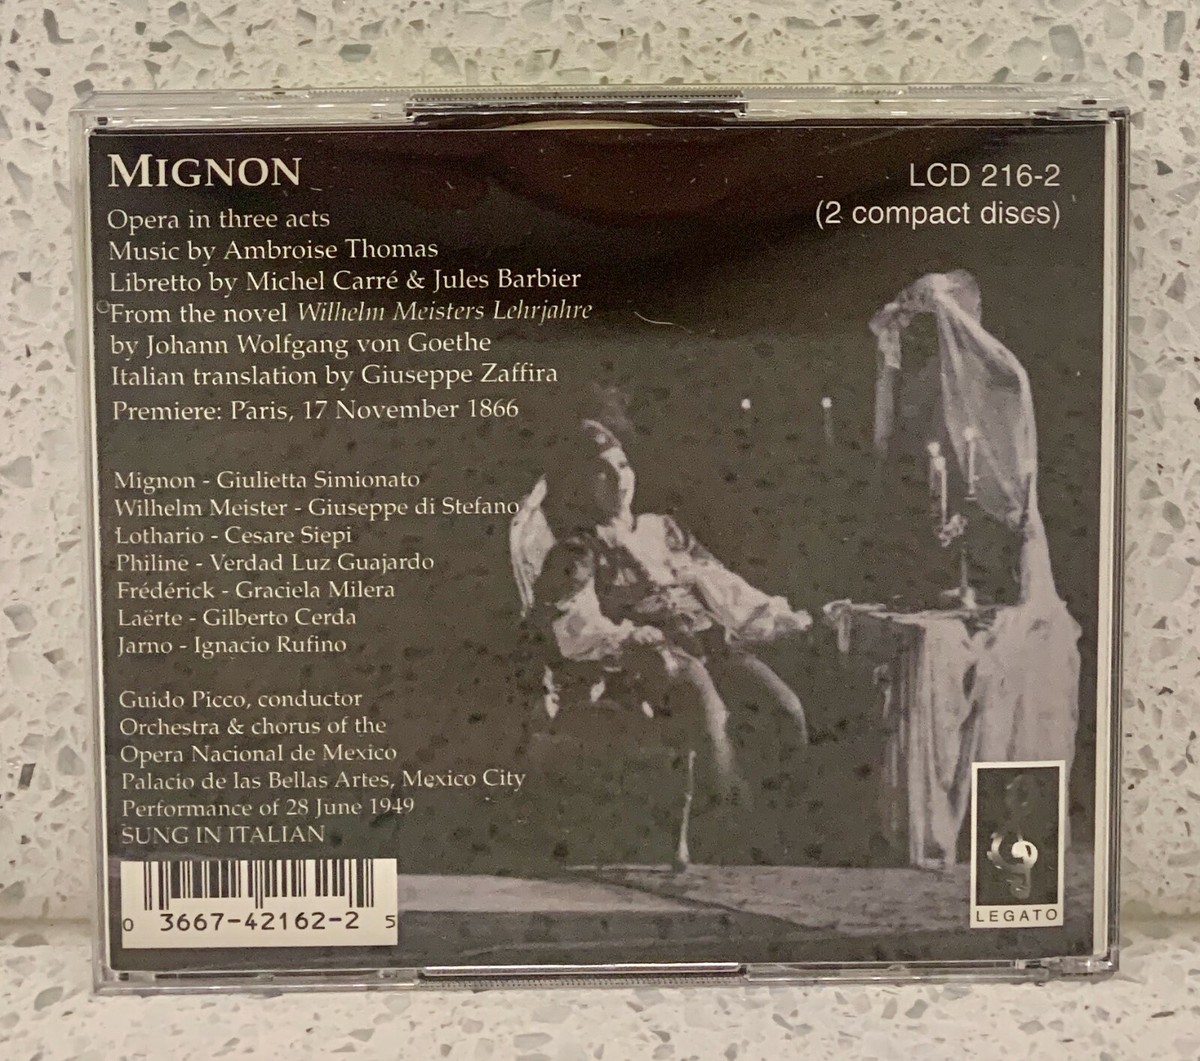 MIGNON
Opera in three acts
Music by Ambroise Thomas
Libretto by Michel Carré & Jules Barbier
From the novel Wilhelm Meisters Lehrjahre
by Johann Wolfgang von Goethe
Italian translation by Giuseppe Zaffira
Premiere: Paris, 17 November 1866
LCD 216-2
(2 compact discs)
Mignon - Giulietta Simionato
Wilhelm Meister - Giuseppe di Stefano
Lothario - Cesare Siepi
Philine - Verdad Luz Guajardo
Frédérick - Graciela Milera
Laërte - Gilberto Cerda
Jarno - Ignacio Rufino
Guido Picco, conductor
Orchestra & chorus of the
Opera Nacional de Mexico
Palacio de las Bellas Artes, Mexico City
Performance of 28 June 1949
SUNG IN ITALIAN
0 3667-42162-2 5
LEGATO